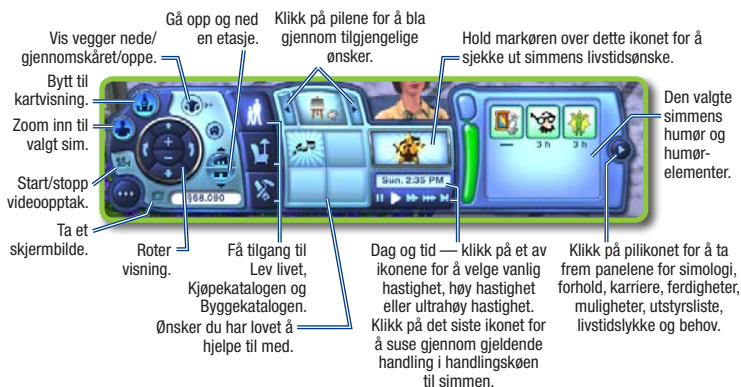 Vis vegger nede/
gjennomskåret/oppe.
Gå opp og ned
en etasje.
Klikk på pilene for å bla
gjennom tilgjengelige
ønsker.
Hold markøren over dette ikonet for å
sjekke ut simmens livstidsønske.
Bytt til
kartvisning.
Zoom inn til
valgt sim.
Start/stopp
videoopptak.
Ta et
skjermbilde.
Roter
visning.
§68.090
Få tilgang til
Lev livet,
Kjøpekatalogen og
Byggekatalogen.
Ønsker du har lovet å
hjelpe til med.
Sun. 2:35 PM
Dag og tid — klikk på et av
ikonene for å velge vanlig
hastighet, høy hastighet
eller ultrahøy hastighet.
Klikk på det siste ikonet for
å suse gjennom gjeldende
handling i handlingskøen
til simmen.
3 h
3 h
Den valgte
simmens
humør og
humør-
elementer.
Klikk på pilikonet for å ta
frem panelene for simologi,
forhold, karriere, ferdigheter,
muligheter, utstyrsliste,
livstidslykke og behov.